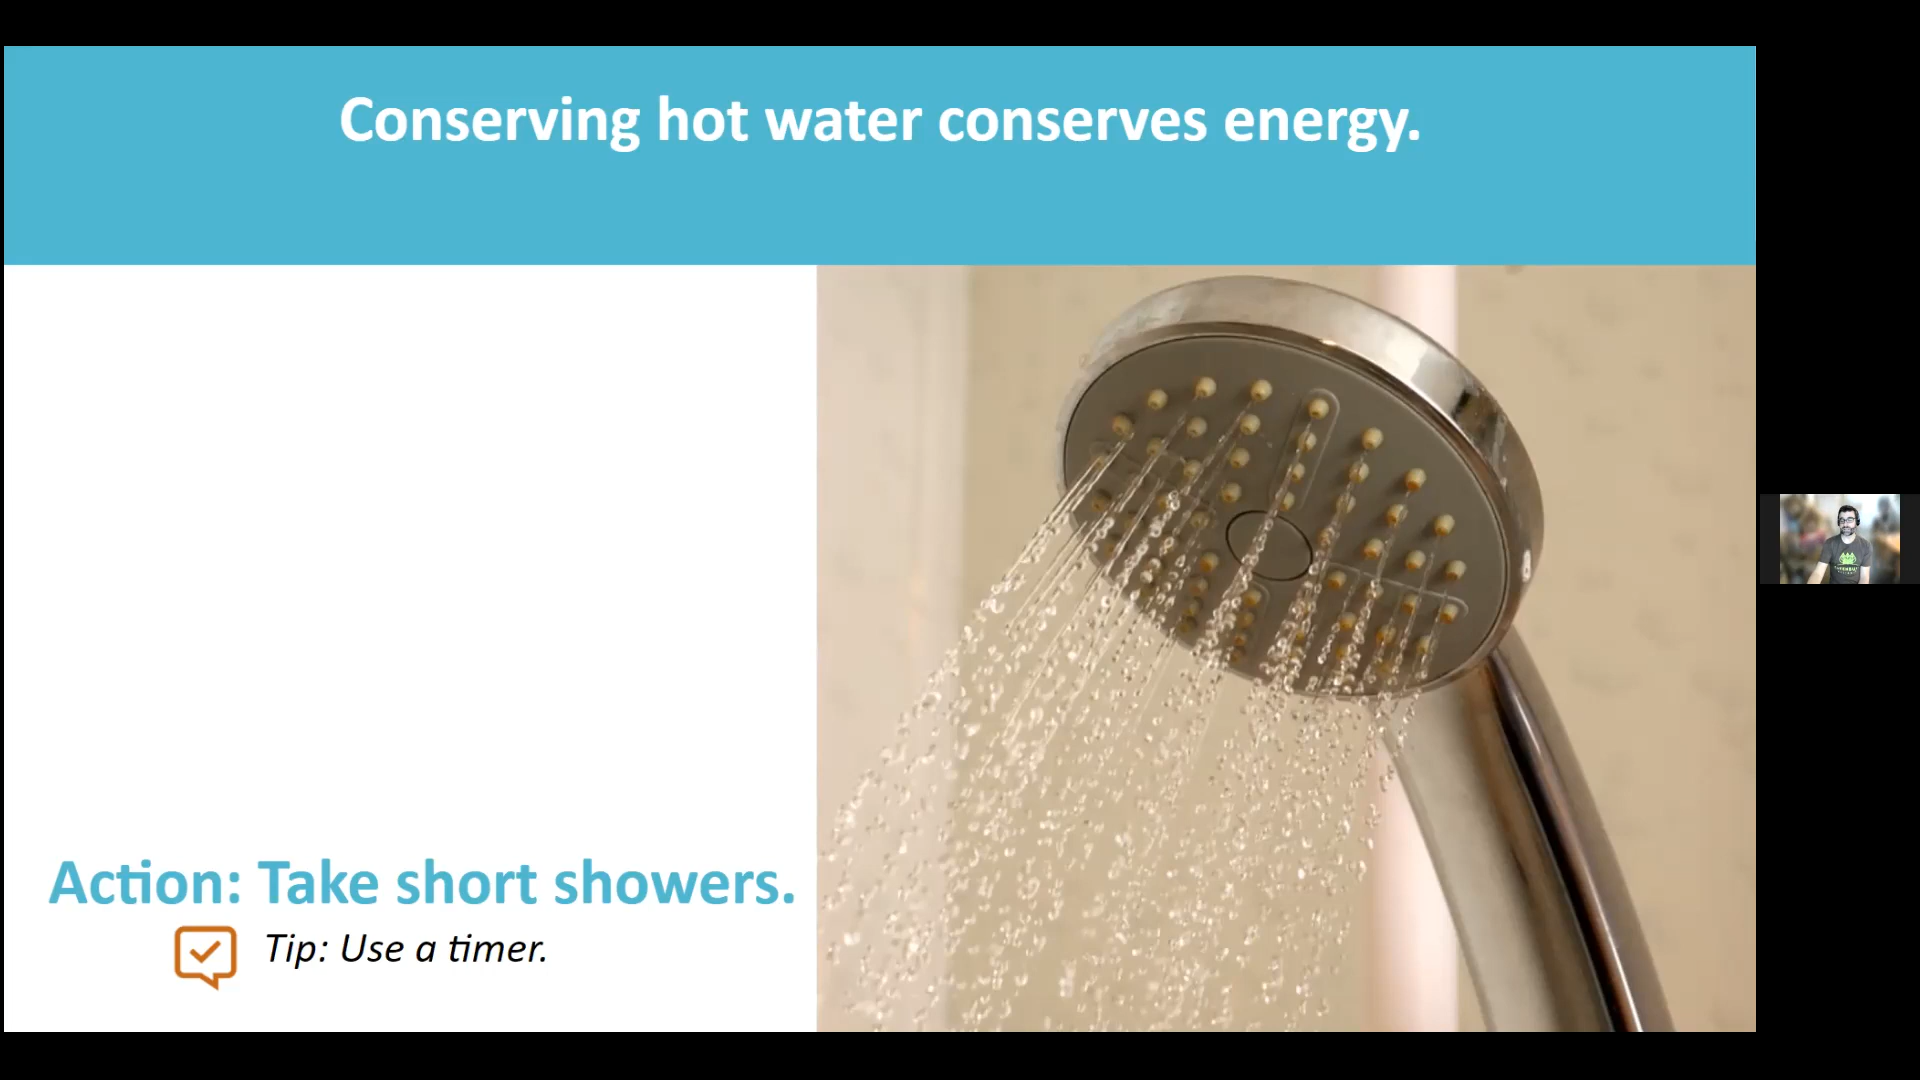 Conserving hot water conserves energy.
Action: Take short showers.
Tip: Use a timer.